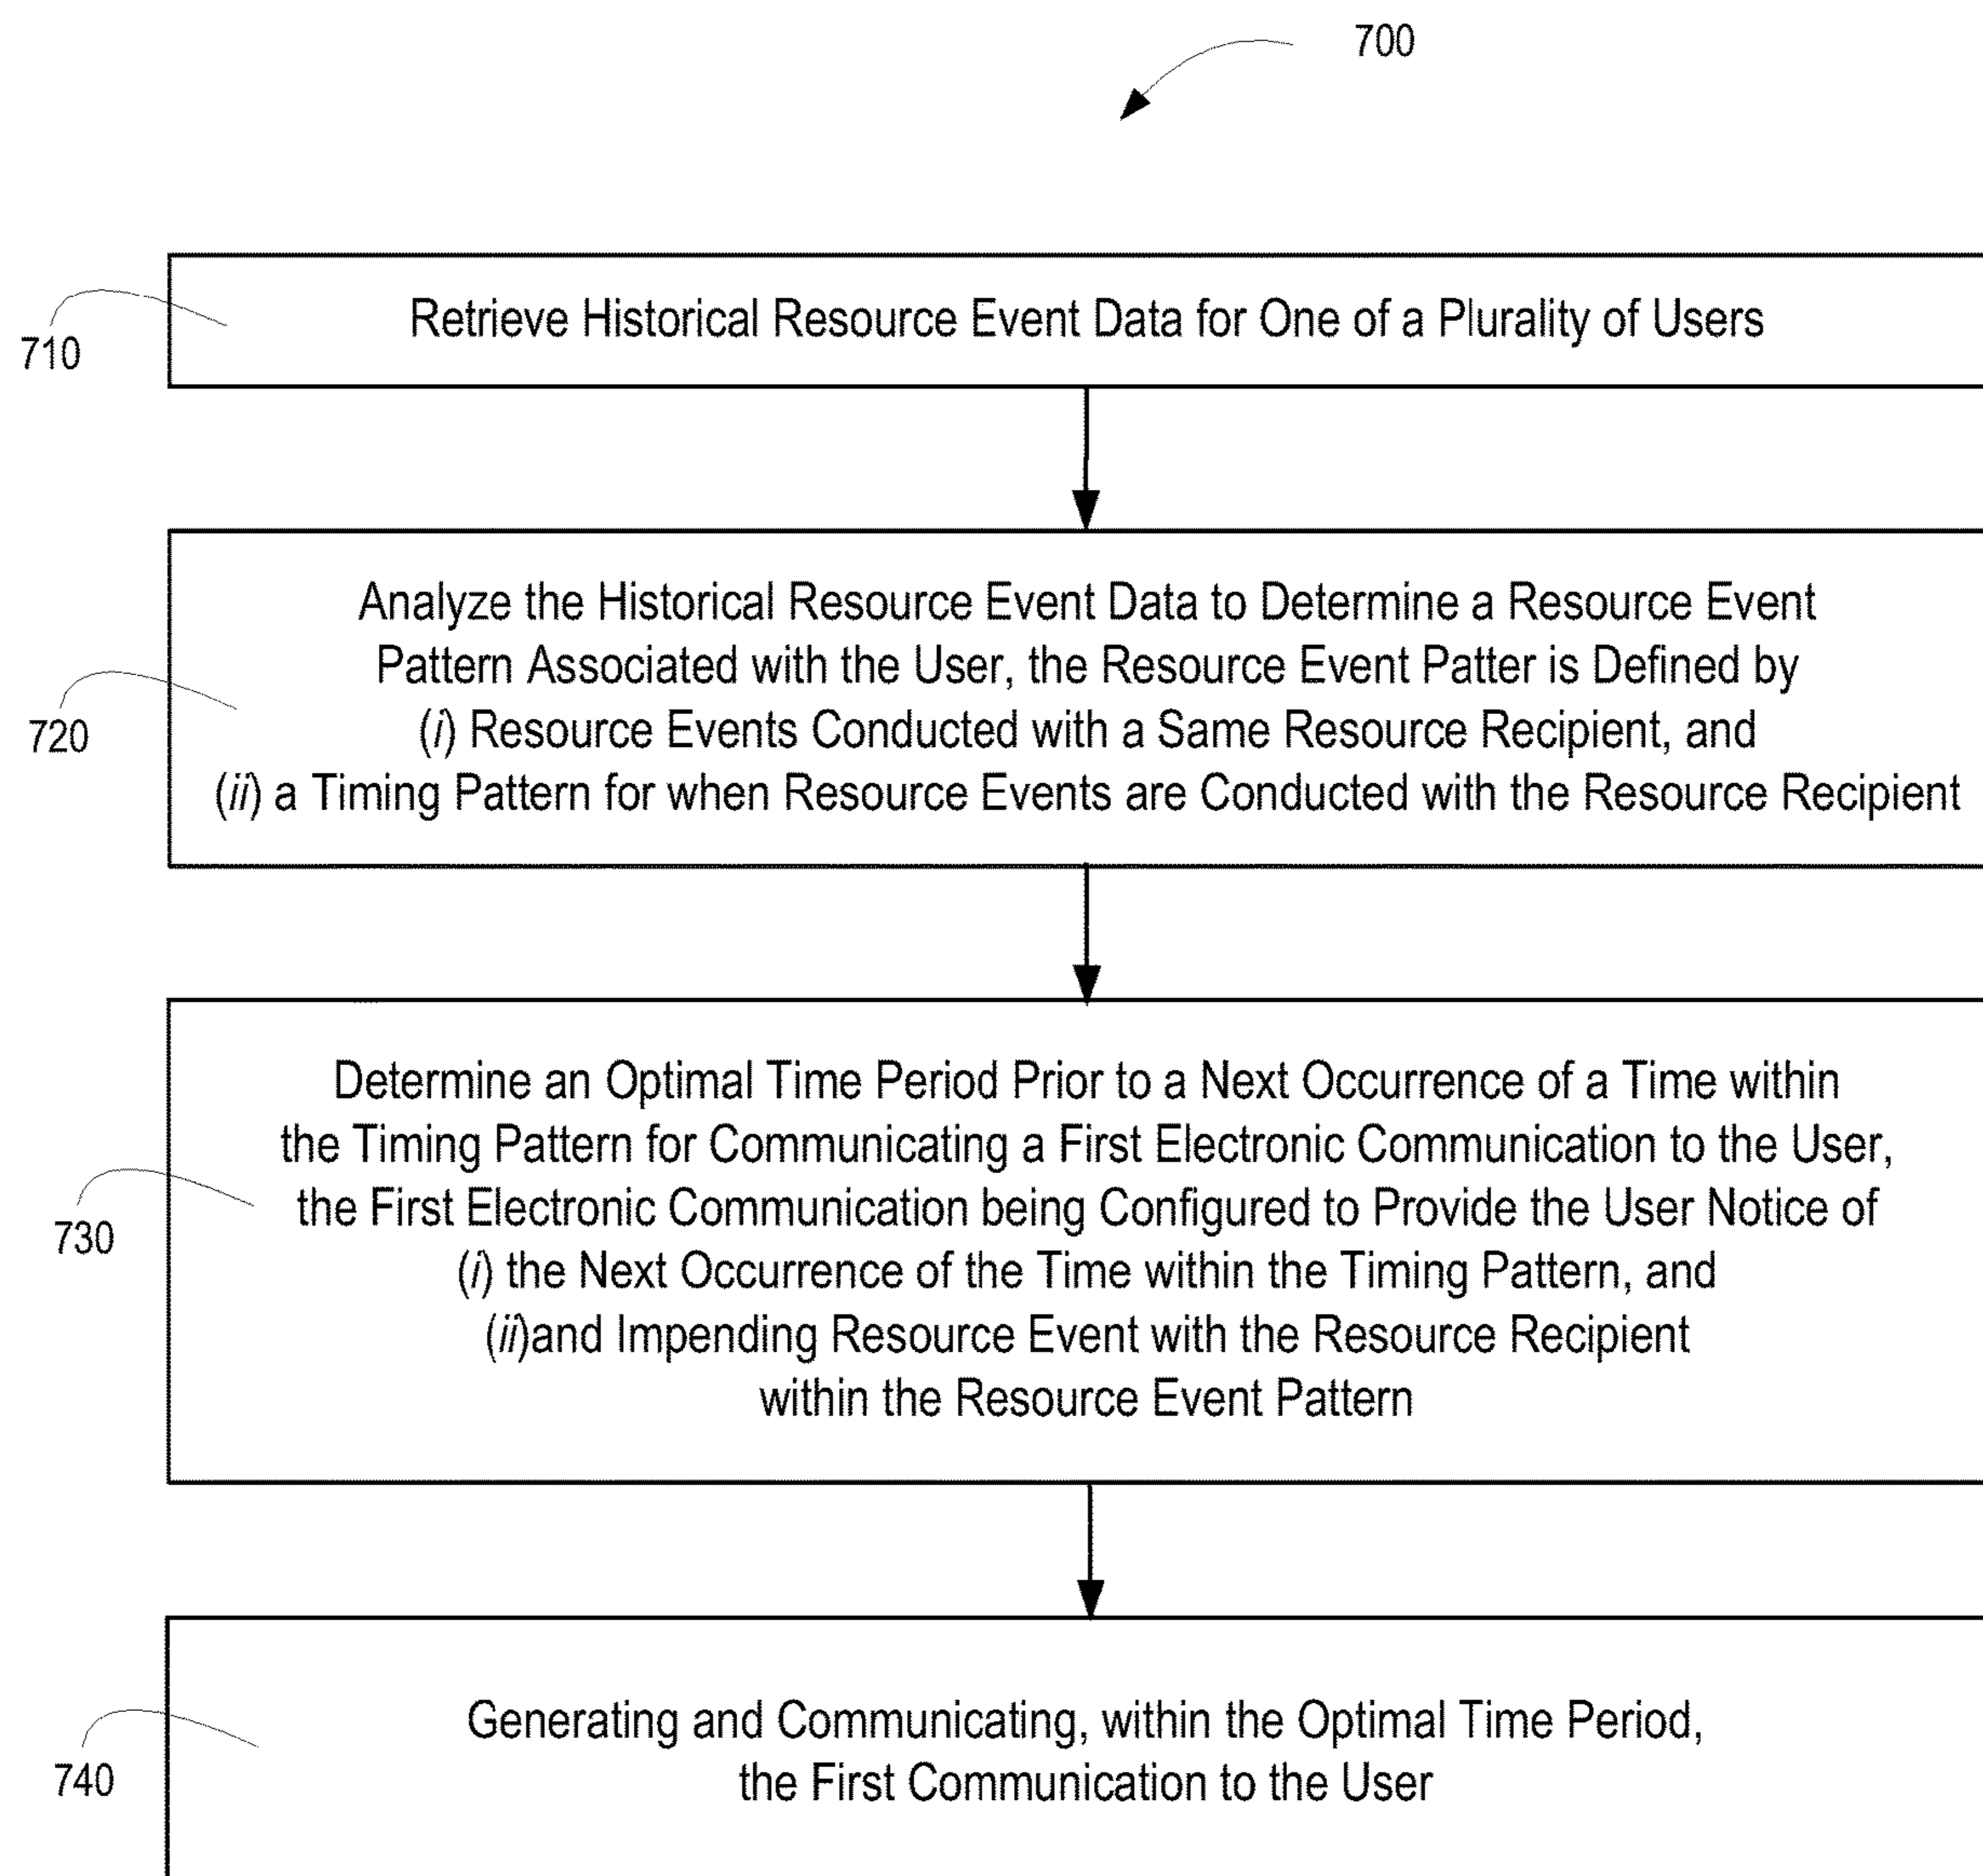 700
Retrieve Historical Resource Event Data for One of a Plurality of Users
710
Analyze the Historical Resource Event Data to Determine a Resource Event
Pattern Associated with the User, the Resource Event Patter is Defined by
(i) Resource Events Conducted with a Same Resource Recipient, and
(ii) a Timing Pattern for when Resource Events are Conducted with the Resource Recipient
720
Determine an Optimal Time Period Prior to a Next Occurrence of a Time within
the Timing Pattern for Communicating a First Electronic Communication to the User,
the First Electronic Communication being Configured to Provide the User Notice of
(i) the Next Occurrence of the Time within the Timing Pattern, and
(ii)and Impending Resource Event with the Resource Recipient
within the Resource Event Pattern
730
Generating and Communicating, within the Optimal Time Period,
the First Communication to the User
740